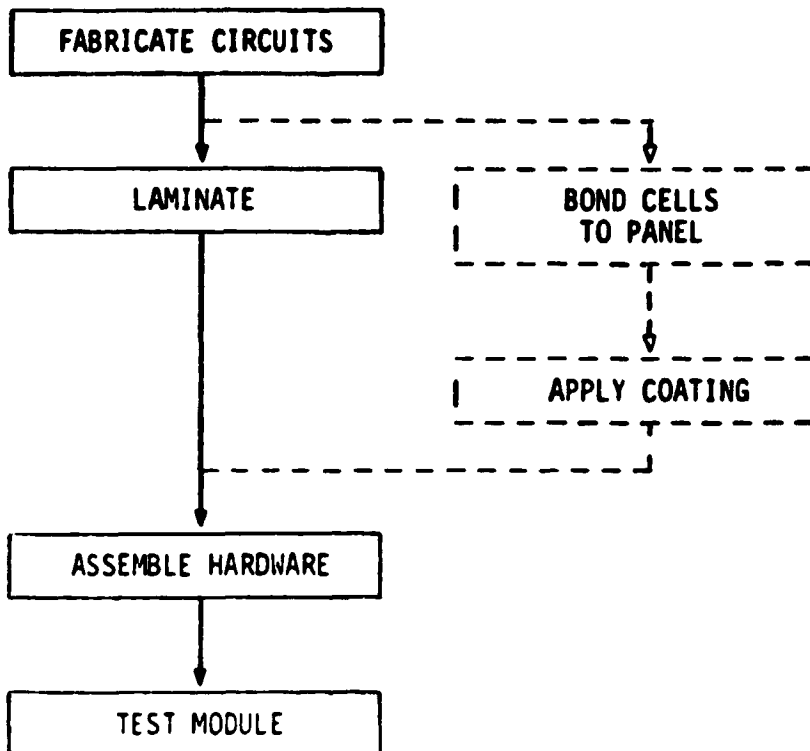 FABRICATE CIRCUITS
LAMINATE
BOND CELLS
TO PANEL
APPLY COATING
ASSEMBLE HARDWARE
TEST MODULE